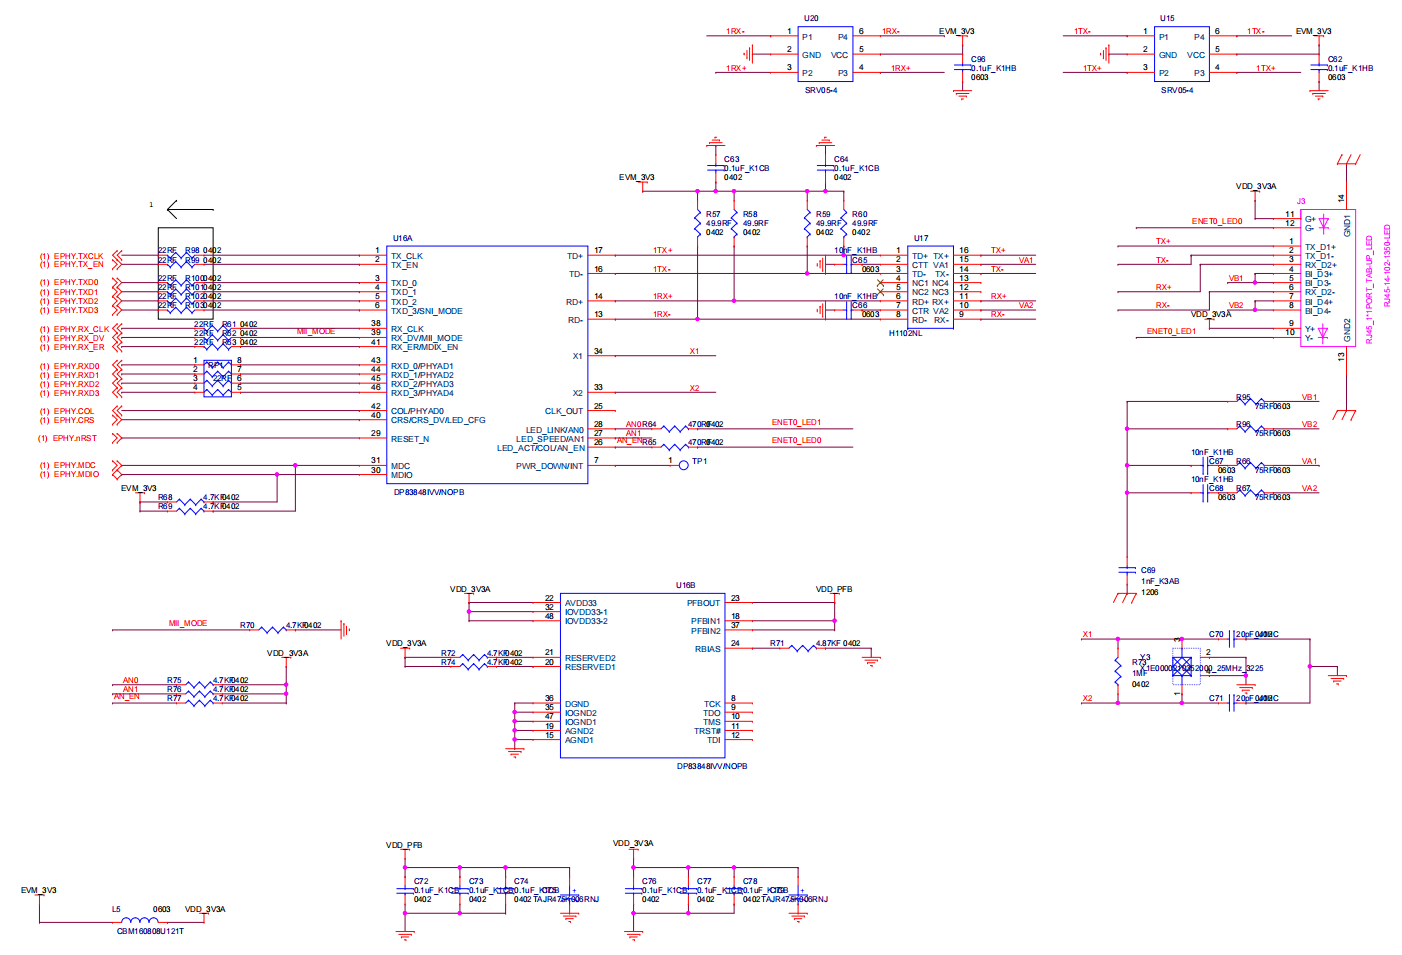 U20
1RX-
1
P1
P4
6
1RX-
EVM_3V3
2
GND
VCC
5
3
P2
P3
4
1RX+
1RX+
C96
0.1uF_K1HB
0603
SRV05-4
U15
1TX-
1
P1
P4
6
1TX-
EVM_3V3
2
GND
VCC
5
1TX+
3
P2
P3
4
1TX+
C62
0.1uF_K1HB
0603
SRV05-4
C63
0.1uF_K1CB
0402
C64
0.1uF_K1CB
0402
EVM_3V3
R57
49.9RF
0402
R58
49.9RF
0402
R59
49.9RF
0402
R60
49.9RF
0402
1
U16A
(1) EPHY.TXCLK
22RF R98 0402
1
TX_CLK
(1) EPHY.TX_EN
22RF R99 0402
2
TX_EN
(1) EPHY.TXD0
22RF R100 0402
3
TXD_0
(1) EPHY.TXD1
22RF R101 0402
4
TXD_1
(1) EPHY.TXD2
22RF R102 0402
5
TXD_2
(1) EPHY.TXD3
22RF R103 0402
6
TXD_3/SNI_MODE
(1) EPHY.RX_CLK
22RF R61 0402
38
RX_CLK
(1) EPHY.RX_DV
22RF R62 0402
MII_MODE
39
RX_DV/MII_MODE
(1) EPHY.RX_ER
22RF R63 0402
41
RX_ER/MDIX_EN
(1) EPHY.RXD0
1
8
43
RXD_0/PHYAD1
(1) EPHY.RXD1
2
7
44
RXD_1/PHYAD2
(1) EPHY.RXD2
3
6
45
RXD_2/PHYAD3
(1) EPHY.RXD3
4
5
46
RXD_3/PHYAD4
RP1
22RF
(1) EPHY.COL
42
COL/PHYAD0
(1) EPHY.CRS
40
CRS/CRS_DV/LED_CFG
(1) EPHY.nRST
29
RESET_N
(1) EPHY.MDC
31
MDC
(1) EPHY.MDIO
30
MDIO
EVM_3V3
R68
4.7KF 0402
R69
4.7KF 0402
DP83848IVV/NOPB
TD+
17
1TX+
TD-
16
1TX-
RD+
14
1RX+
RD-
13
1RX-
X1
34
X1
X2
33
X2
CLK_OUT
25
LED_LINK/AN0
28
AN0 R64
470RF 0402
ENET0_LED1
LED_SPEED/AN1
27
AN1
LED_ACT/COL/AN_EN
26
AN_EN R65
470RF 0402
ENET0_LED0
PWR_DOWN/INT
7
1
TP1
10nF_K1HB
C65
0603
10nF_K1HB
C66
0603
U17
1
TD+ TX+
16
TX+
2
CTT VA1
15
VA1
3
TD- TX-
14
TX-
4
NC1 NC4
13
5
NC2 NC3
12
6
RD+ RX+
11
RX+
7
CTR VA2
10
VA2
8
RD- RX-
9
RX-
H1102NL
VDD_3V3A
J3
14
ENET0_LED0
11
G+
12
G-
TX+
1
TX_D1+
2
TX_D1-
TX-
3
RX_D2+
4
BI_D3+
VB1
5
BI_D3-
RX+
6
RX_D2-
7
BI_D4+
RX-
VB2
8
BI_D4-
VDD_3V3A
9
Y+
ENET0_LED1
10
Y-
GND1
GND2
13
RJ45_1*1PORT_TAB-UP_LED
RJ45-14-102-1350-LED
R95
75RF0603
VB1
R96
75RF0603
VB2
10nF_K1HB
C67
0603
R66
75RF0603
VA1
10nF_K1HB
C68
0603
R67
75RF0603
VA2
C69
1nF_K3AB
1206
VDD_3V3A
U16B
VDD_PFB
22
AVDD33
32
IOVDD33-1
48
IOVDD33-2
PFBOUT
23
PFBIN1
18
PFBIN2
37
RBIAS
24
R71
4.87KF 0402
VDD_3V3A
R72
4.7KF 0402
21
RESERVED2
R74
4.7KF 0402
20
RESERVED1
36
DGND
35
IOGND2
47
IOGND1
19
AGND2
15
AGND1
TCK
8
TDO
9
TMS
10
TRST#
11
TDI
12
DP83848IVV/NOPB
MII_MODE
R70
4.7KF 0402
VDD_3V3A
AN0
R75
4.7KF 0402
AN1
R76
4.7KF 0402
AN_EN
R77
4.7KF 0402
X1
C70
R73
1MF
0402
Y3
3
2
4
1
X2
C71
VDD_PFB
C72
0.1uF_K1CB
0402
C73
0.1uF_K1CB
0402
C74
0.1uF_K1CB
0402
VDD_3V3A
C76
0.1uF_K1CB
0402
C77
0.1uF_K1CB
0402
C78
0.1uF_K1CB
0402
EVM_3V3
L5
0603
VDD_3V3A
CBM160808U121T